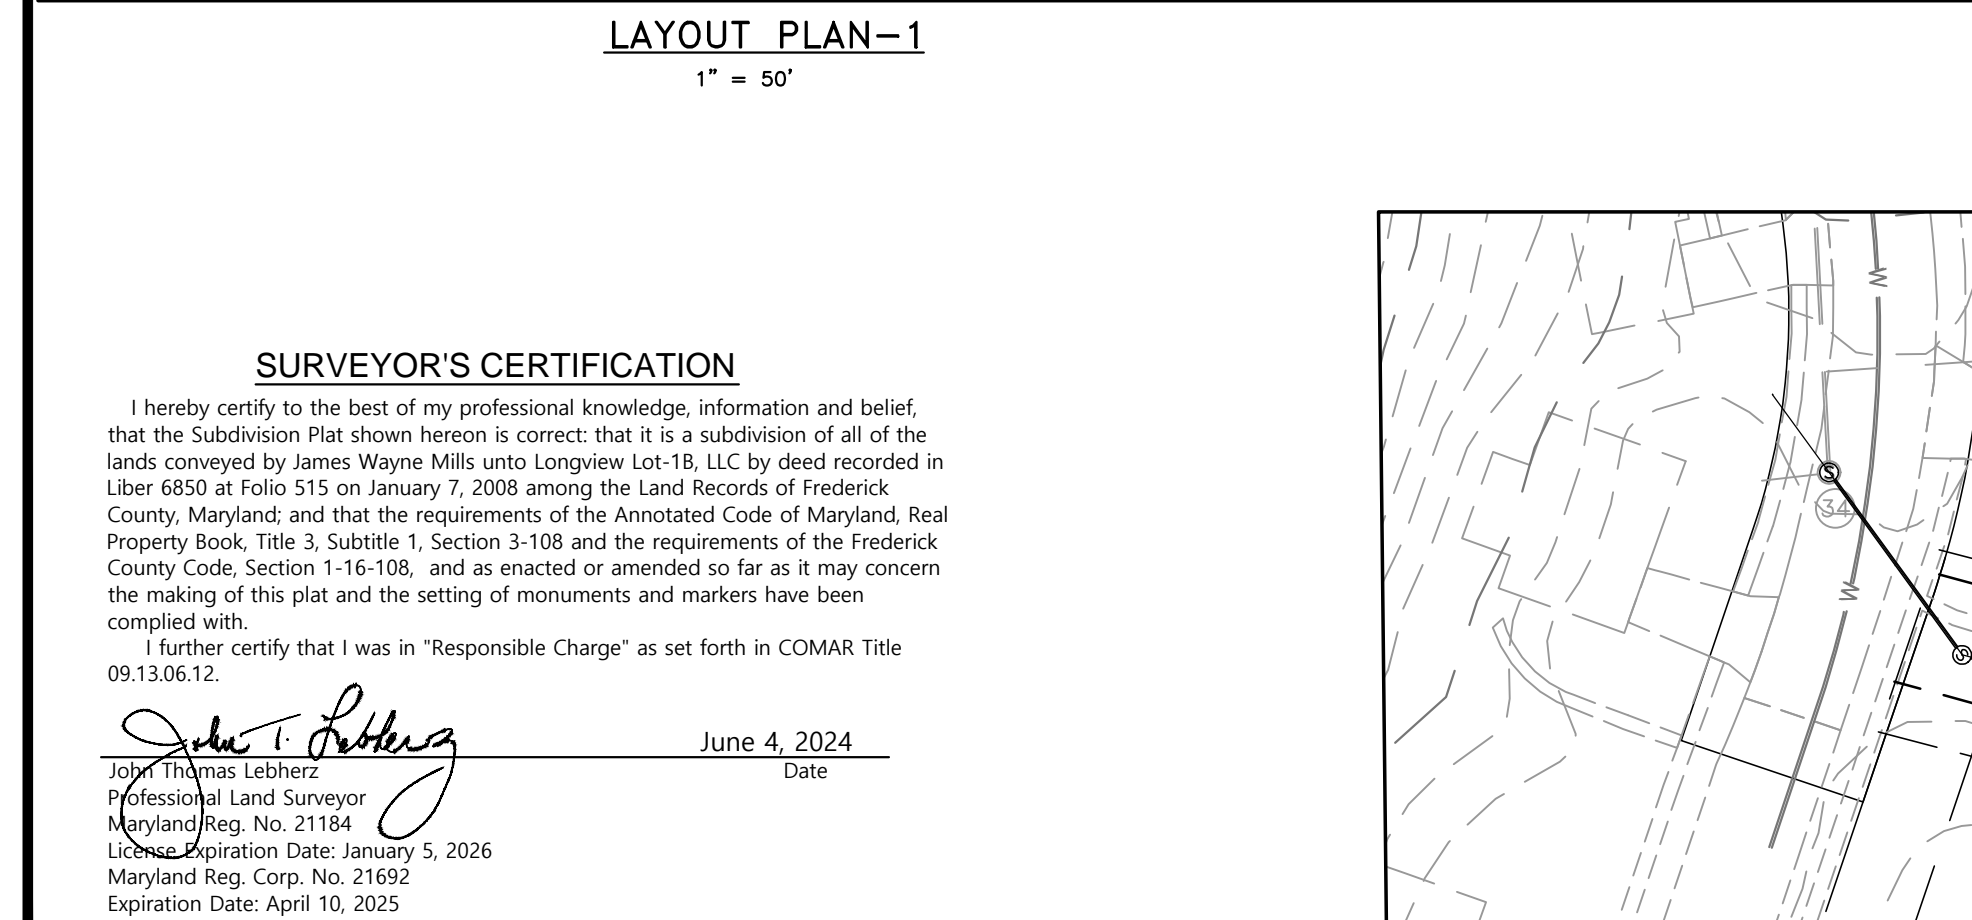 LAYOUT PLAN-1
1" = 50'
SURVEYOR'S CERTIFICATION
I hereby certify to the best of my professional knowledge, information and belief,
that the Subdivision Plat shown hereon is correct: that it is a subdivision of all of the
lands conveyed by James Wayne Mills unto Longview Lot-1B, LLC by deed recorded in
Liber 6850 at Folio 515 on January 7, 2008 among the Land Records of Frederick
County, Maryland; and that the requirements of the Annotated Code of Maryland, Real
Property Book, Title 3, Subtitle 1, Section 3-108 and the requirements of the Frederick
County Code, Section 1-16-108,  and as enacted or amended so far as it may concern
the making of this plat and the setting of monuments and markers have been
complied with.
I further certify that I was in "Responsible Charge" as set forth in COMAR Title
09.13.06.12.
John T. Lebherz June 4, 2024
John Thomas Lebherz Date
Professional Land Surveyor
Maryland Reg. No. 21184
License Expiration Date: January 5, 2026
Maryland Reg. Corp. No. 21692
Expiration Date: April 10, 2025
W
S
34
W
S